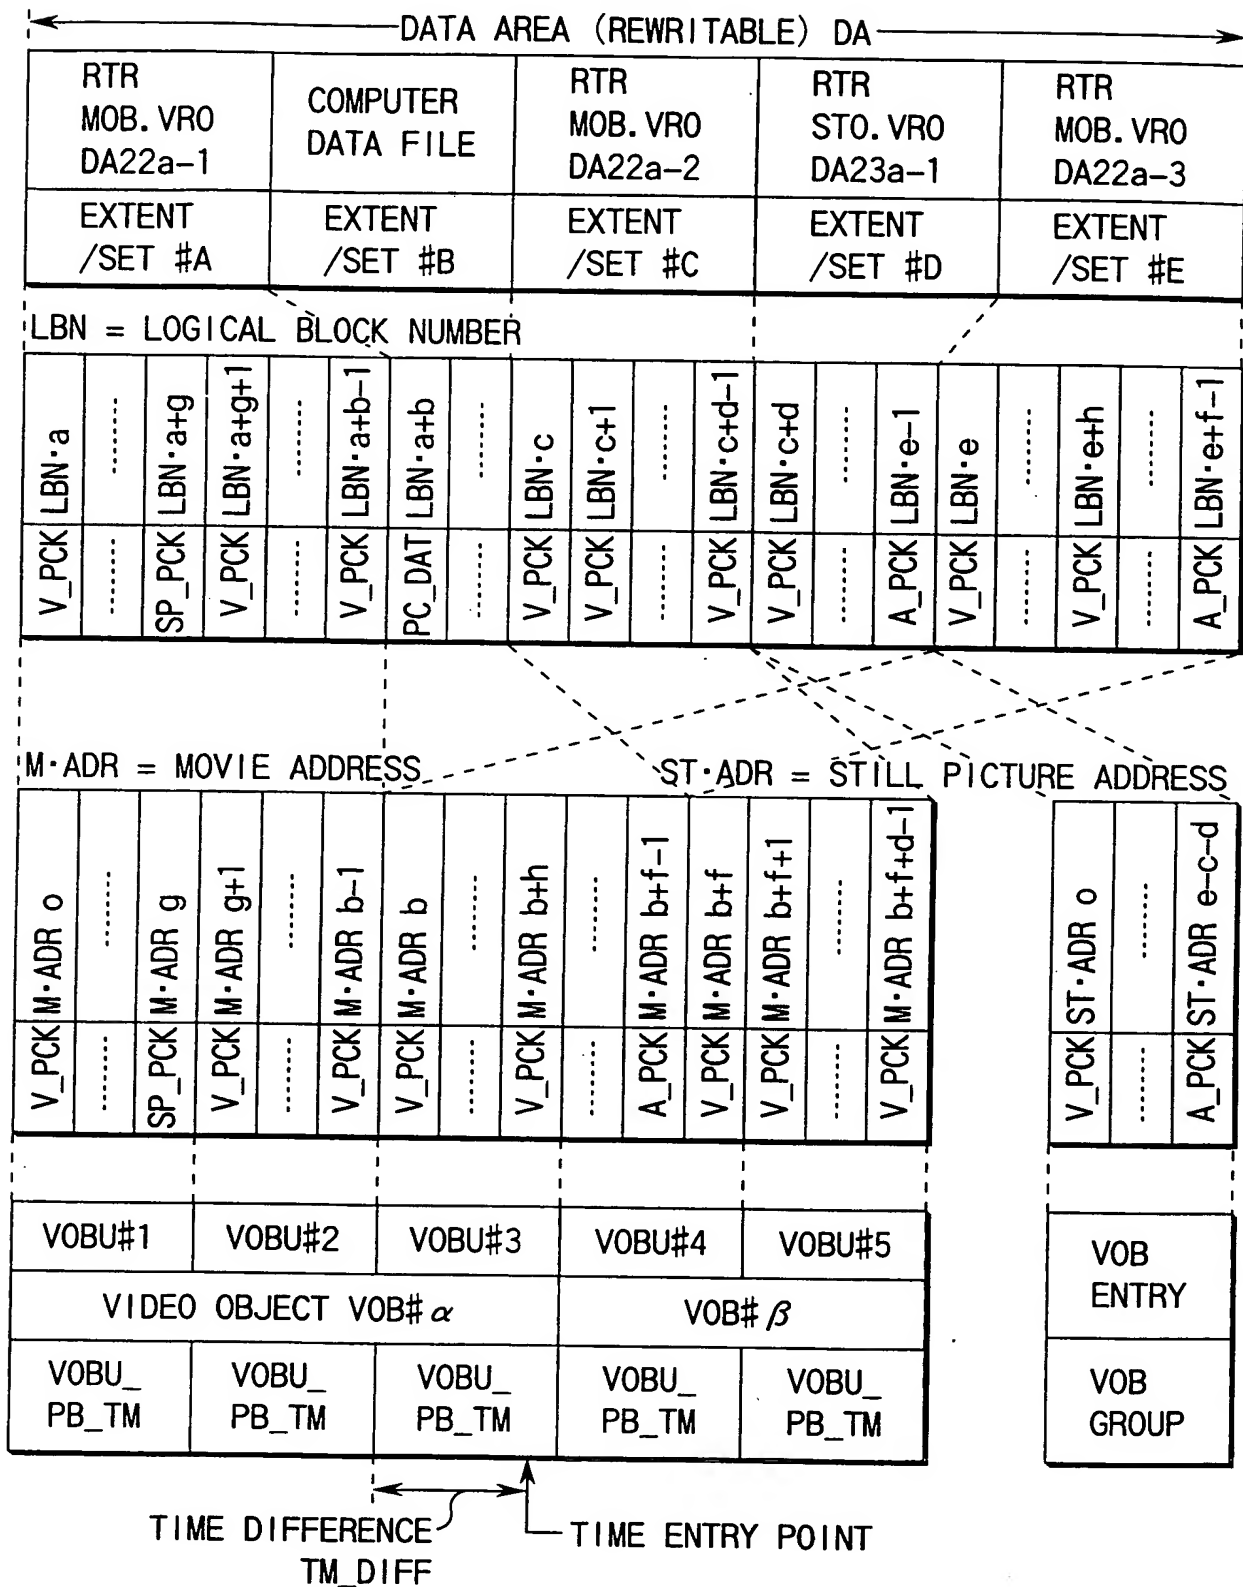 DATA AREA (REWRITABLE) DA
RTR MOB.VRO DA22a-1
COMPUTER DATA FILE
RTR MOB.VRO DA22a-2
RTR STO.VRO DA23a-1
RTR MOB.VRO DA22a-3
EXTENT /SET #A
EXTENT /SET #B
EXTENT /SET #C
EXTENT /SET #D
EXTENT /SET #E
LBN = LOGICAL BLOCK NUMBER
V_PCK LBN·a
SP_PCK LBN·a+g
V_PCK LBN·a+g+1
V_PCK LBN·a+b-1
PC_DAT LBN·a+b
V_PCK LBN·c
V_PCK LBN·c+1
V_PCK LBN·c+d-1
V_PCK LBN·c+d
A_PCK LBN·e-1
V_PCK LBN·e
V_PCK LBN·e+h
A_PCK LBN·e+f-1
M·ADR = MOVIE ADDRESS
ST·ADR = STILL PICTURE ADDRESS
V_PCK M·ADR o
SP_PCK M·ADR g
V_PCK M·ADR g+1
V_PCK M·ADR b-1
V_PCK M·ADR b
V_PCK M·ADR b+h
A_PCK M·ADR b+f-1
V_PCK M·ADR b+f
V_PCK M·ADR b+f+1
V_PCK M·ADR b+f+d-1
V_PCK ST·ADR o
A_PCK ST·ADR e-c-d
VOBU#1
VOBU#2
VOBU#3
VOBU#4
VOBU#5
VOB ENTRY
VIDEO OBJECT VOB#α
VOB#β
VOBU_ PB_TM
VOBU_ PB_TM
VOBU_ PB_TM
VOBU_ PB_TM
VOBU_ PB_TM
VOB GROUP
TIME DIFFERENCE TM_DIFF
TIME ENTRY POINT